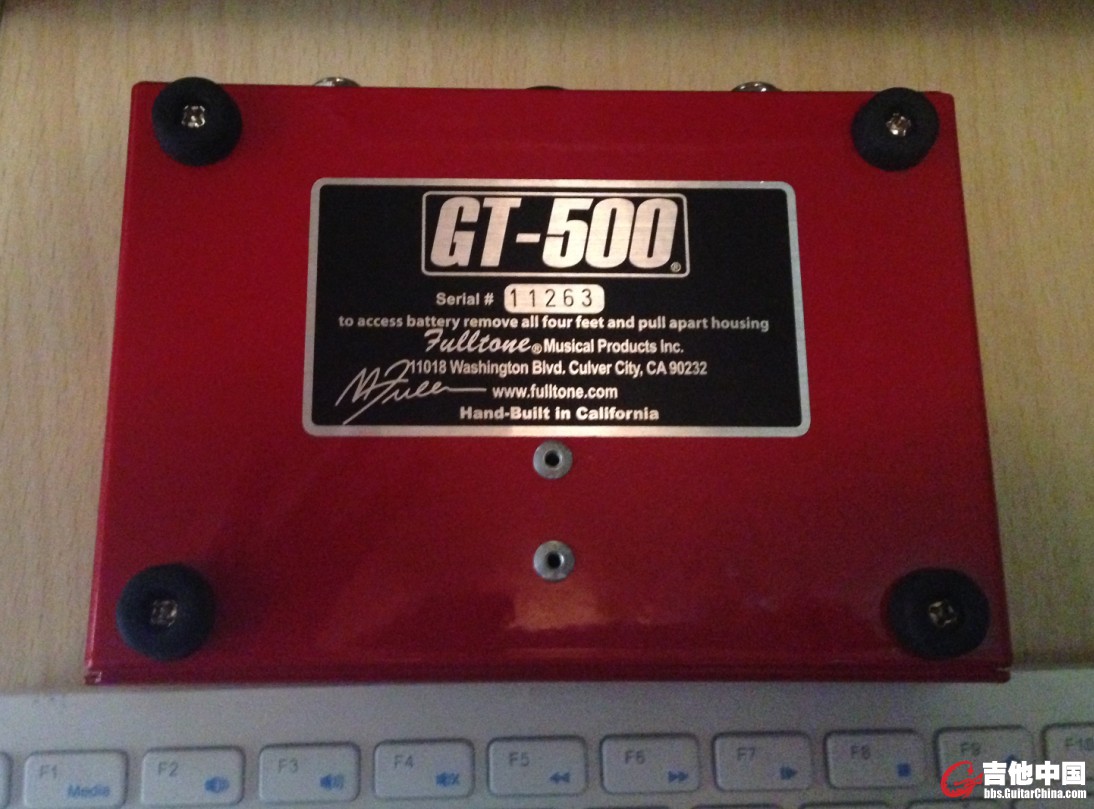 GT-500®
Serial # 11263
to access battery remove all four feet and pull apart housing
Fulltone® Musical Products Inc.
11018 Washington Blvd. Culver City, CA 90232
M Fuller www.fulltone.com
Hand-Built in California
F1 F2 F3 F4 F5 F6 F7 F8 F9 F10
Media
吉他中国
bbs.GuitarChina.com